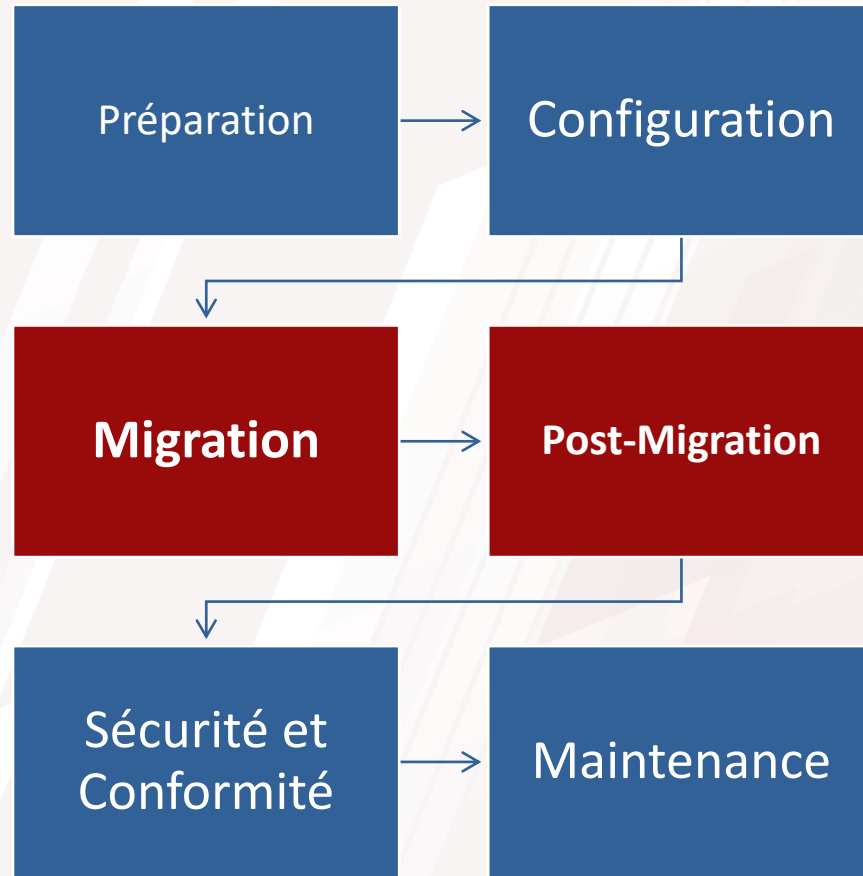 Préparation
Configuration
Migration
Post-Migration
Sécurité et
Conformité
Maintenance